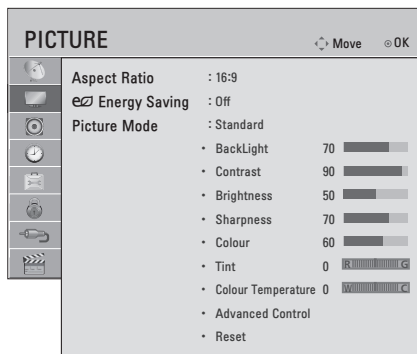 PICTURE Move OK
Aspect Ratio : 16:9
Energy Saving : Off
Picture Mode : Standard
• BackLight 70
• Contrast 90
• Brightness 50
• Sharpness 70
• Colour 60
• Tint 0 R G
• Colour Temperature 0 W C
• Advanced Control
• Reset